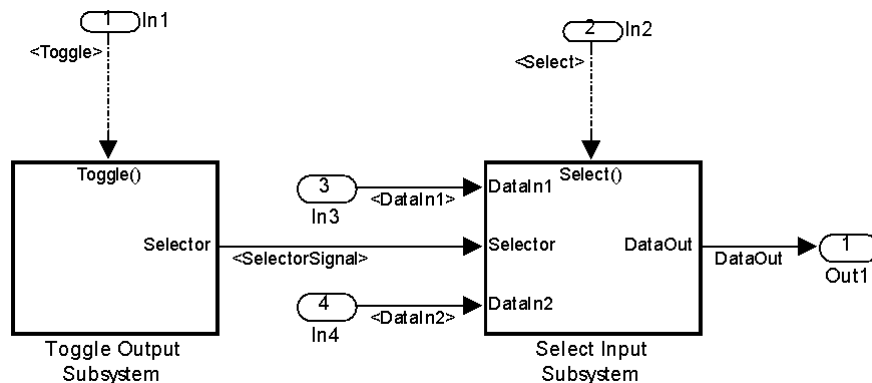 1
In1
<Toggle>
2
In2
<Select>
Toggle()
Selector
Toggle Output
Subsystem
3
In3
<DataIn1>
<SelectorSignal>
4
In4
<DataIn2>
Select()
DataIn1
Selector
DataIn2
DataOut
Select Input
Subsystem
DataOut
1
Out1